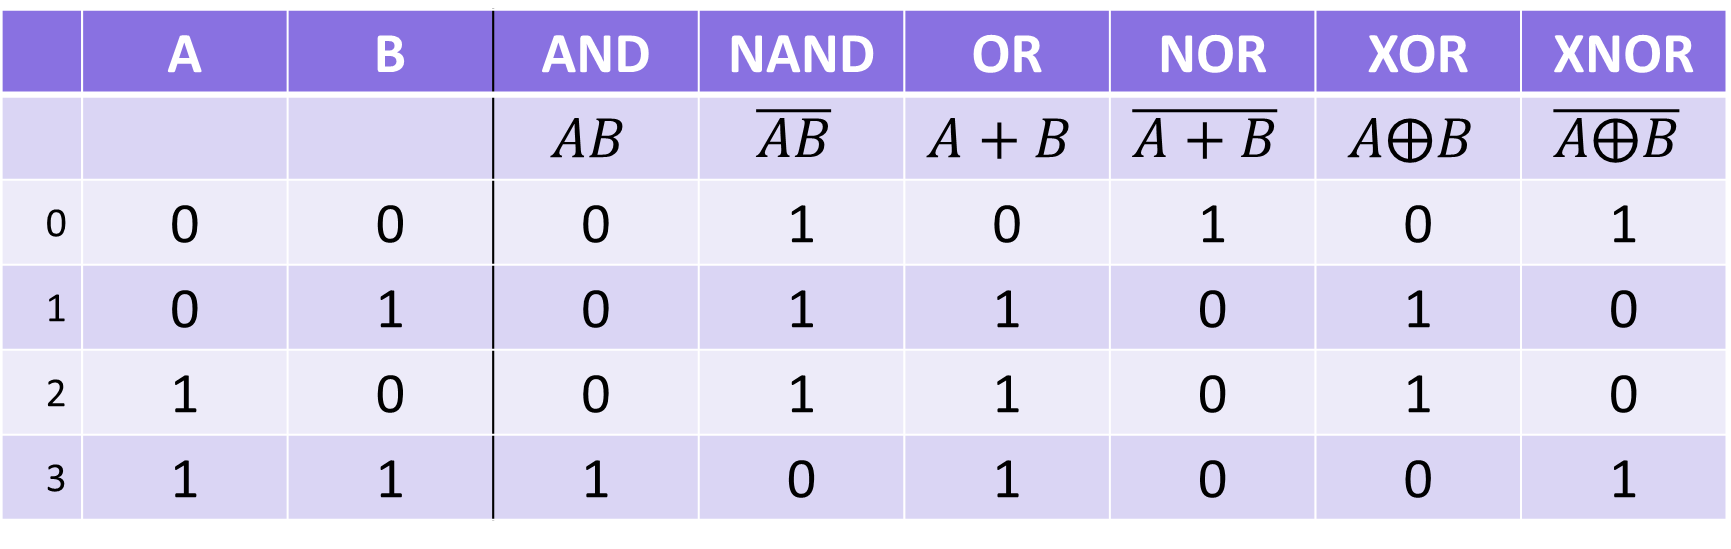 A B AND NAND OR NOR XOR XNOR
AB A̅B̅ A + B A̅ ̅+̅ ̅B̅ A⊕B A̅⊕̅B̅
0 0 0 0 1 0 1 0 1
1 0 1 0 1 1 0 1 0
2 1 0 0 1 1 0 1 0
3 1 1 1 0 1 0 0 1